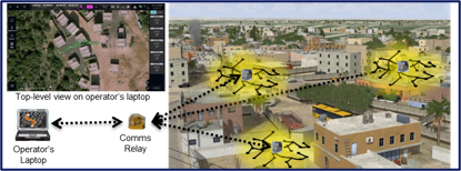 Top-level view on operator's laptop
Operator's
Laptop
Comms
Relay